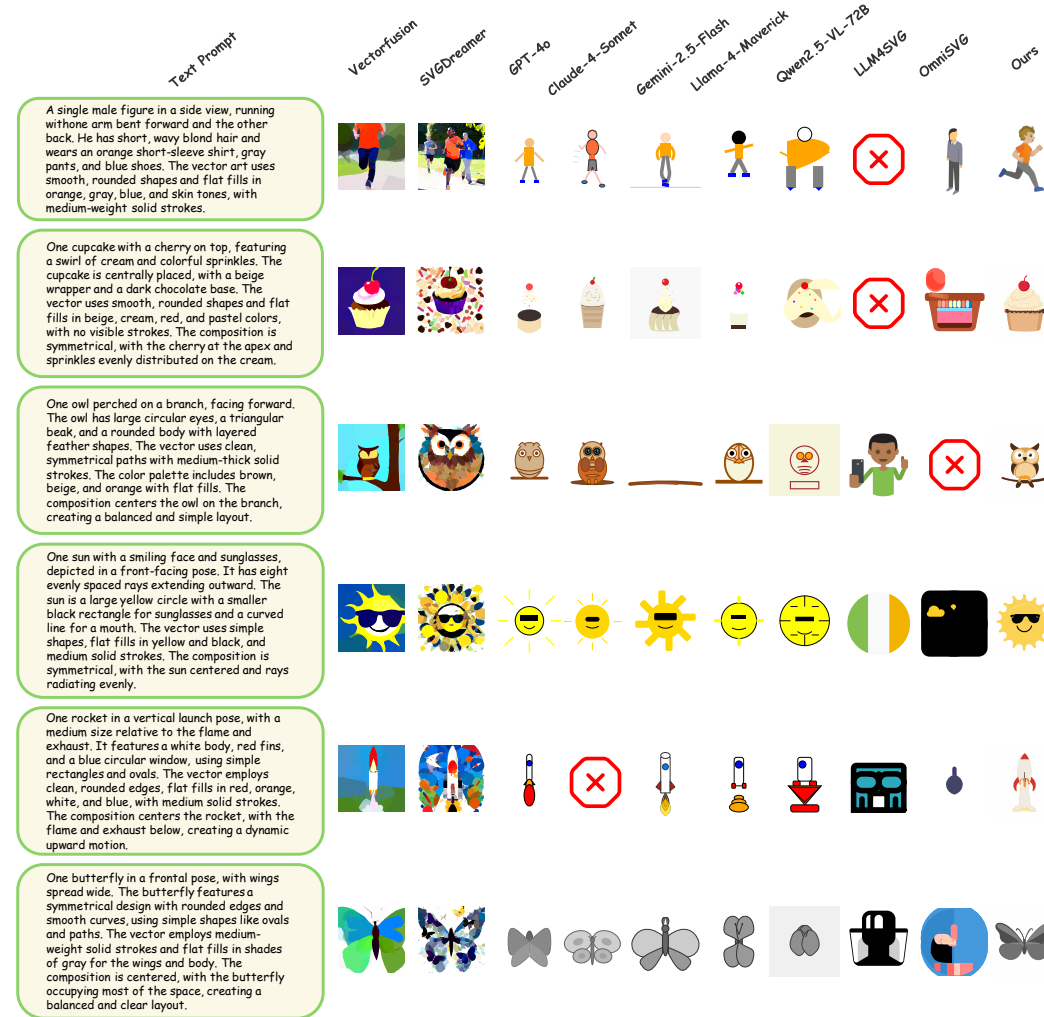 Text Prompt
Vectorfusion
SVGDreamer
GPT-4o
Claude-4-Sonnet
Gemini-2.5-Flash
Llama-4-Maverick
Qwen2.5-VL-72B
LLM4SVG
OmniSVG
Ours
A single male figure in a side view, running
withone arm bent forward and the other
back. He has short, wavy blond hair and
wears an orange short-sleeve shirt, gray
pants, and blue shoes. The vector art uses
smooth, rounded shapes and flat fills in
orange, gray, blue, and skin tones, with
medium-weight solid strokes.
One cupcake with a cherry on top, featuring
a swirl of cream and colorful sprinkles. The
cupcake is centrally placed, with a beige
wrapper and a dark chocolate base. The
vector uses smooth, rounded shapes and flat
fills in beige, cream, red, and pastel colors,
with no visible strokes. The composition is
symmetrical, with the cherry at the apex and
sprinkles evenly distributed on the cream.
One owl perched on a branch, facing forward.
The owl has large circular eyes, a triangular
beak, and a rounded body with layered
feather shapes. The vector uses clean,
symmetrical paths with medium-thick solid
strokes. The color palette includes brown,
beige, and orange with flat fills. The
composition centers the owl on the branch,
creating a balanced and simple layout.
One sun with a smiling face and sunglasses,
depicted in a front-facing pose. It has eight
evenly spaced rays extending outward. The
sun is a large yellow circle with a smaller
black rectangle for sunglasses and a curved
line for a mouth. The vector uses simple
shapes, flat fills in yellow and black, and
medium solid strokes. The composition is
symmetrical, with the sun centered and rays
radiating evenly.
One rocket in a vertical launch pose, with a
medium size relative to the flame and
exhaust. It features a white body, red fins,
and a blue circular window, using simple
rectangles and ovals. The vector employs
clean, rounded edges, flat fills in red, orange,
white, and blue, with medium solid strokes.
The composition centers the rocket, with the
flame and exhaust below, creating a dynamic
upward motion.
One butterfly in a frontal pose, with wings
spread wide. The butterfly features a
symmetrical design with rounded edges and
smooth curves, using simple shapes like ovals
and paths. The vector employs medium-
weight solid strokes and flat fills in shades
of gray for the wings and body. The
composition is centered, with the butterfly
occupying most of the space, creating a
balanced and clear layout.